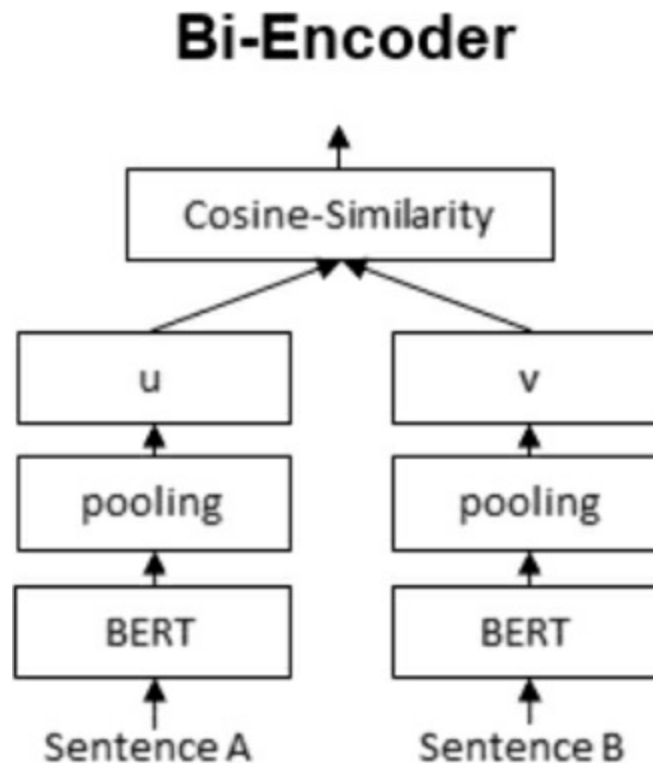 Bi-Encoder
Cosine-Similarity
u v
pooling pooling
BERT BERT
Sentence A Sentence B